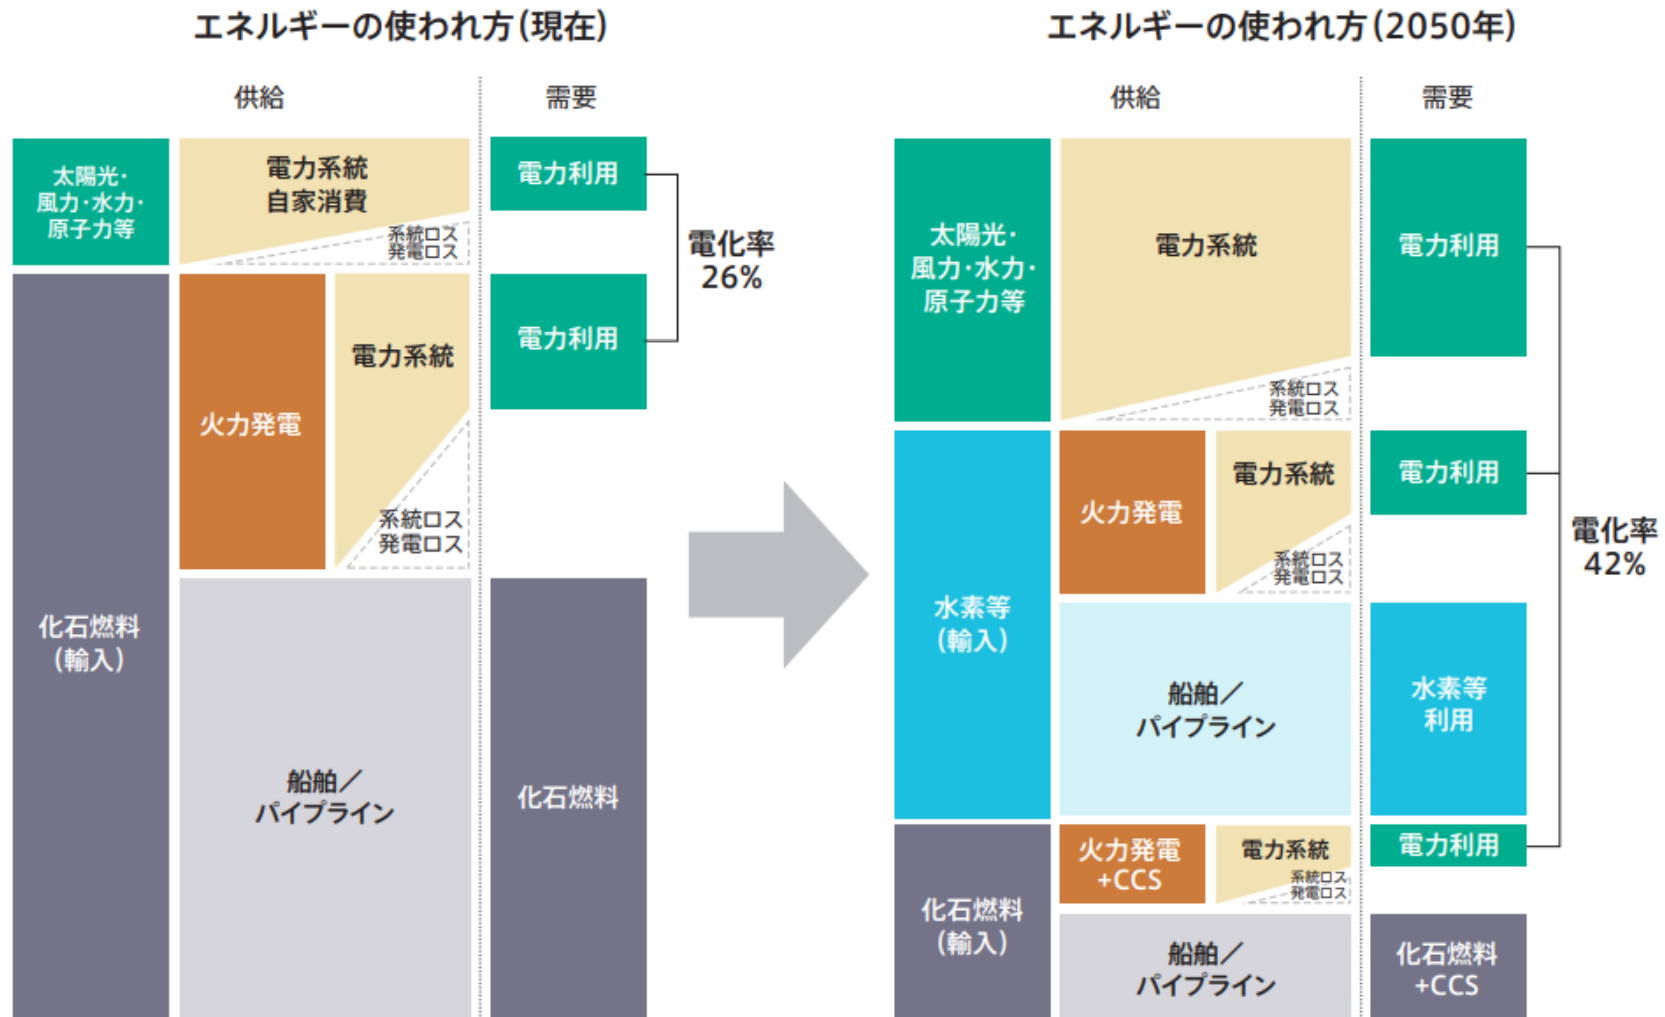 エネルギーの使われ方(現在)
供給
需要
太陽光・
風力・水力・
原子力等
電力系統
自家消費
系統ロス
発電ロス
電力利用
電化率
26%
化石燃料
(輸入)
火力発電
電力系統
系統ロス
発電ロス
電力利用
船舶／
パイプライン
化石燃料
エネルギーの使われ方(2050年)
供給
需要
太陽光・
風力・水力・
原子力等
電力系統
系統ロス
発電ロス
電力利用
水素等
(輸入)
火力発電
電力系統
系統ロス
発電ロス
電力利用
電化率
42%
船舶／
パイプライン
水素等
利用
化石燃料
(輸入)
火力発電
+CCS
電力系統
系統ロス
発電ロス
電力利用
船舶／
パイプライン
化石燃料
+CCS